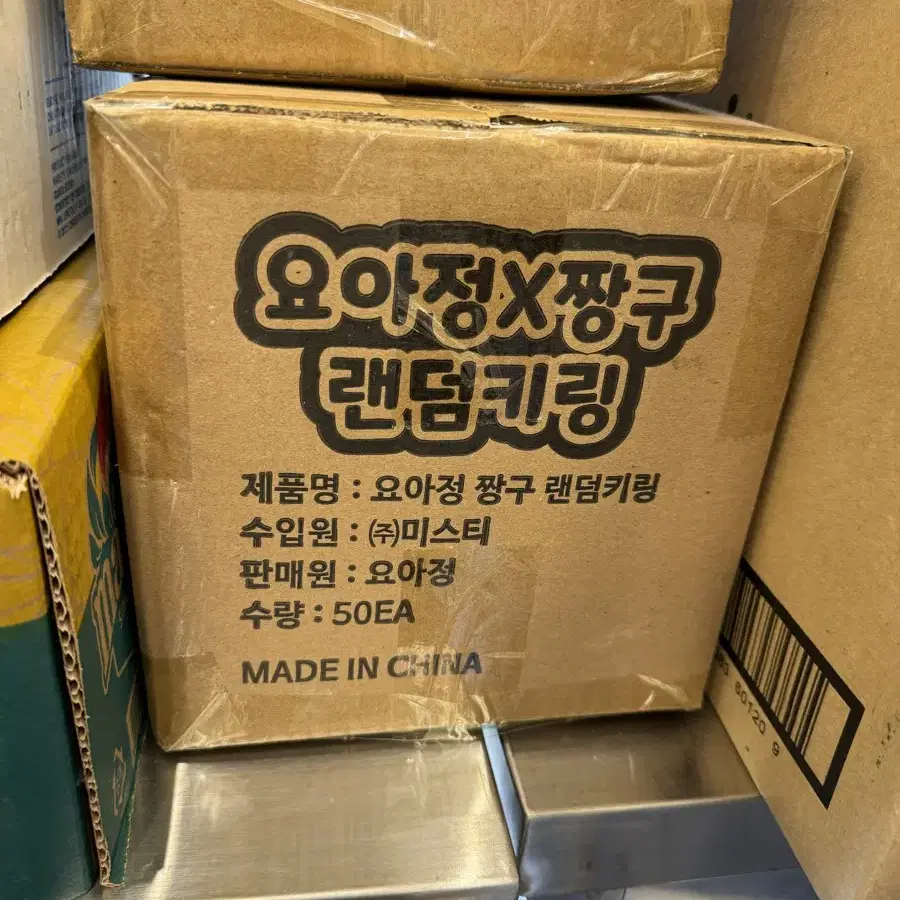 요아정X짱구
랜덤키링
제품명 : 요아정 짱구 랜덤키링
수입원 : ㈜미스티
판매원 : 요아정
수량 : 50EA
MADE IN CHINA
60120 9